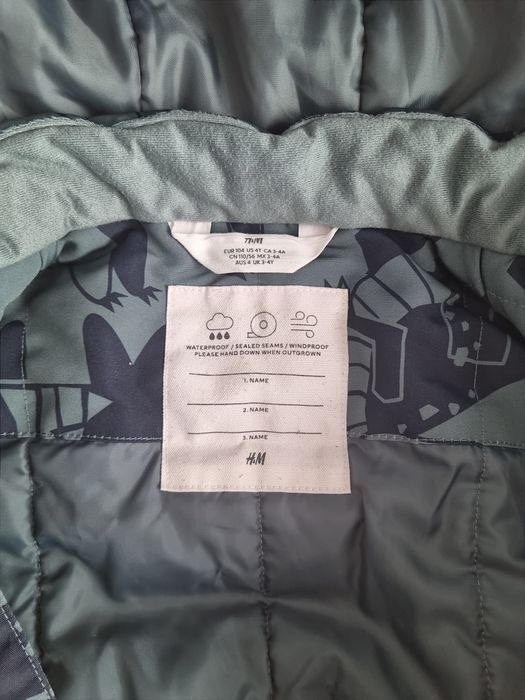 H&M
EUR 104 US 4T CA 3-4A
CN 110/56 MX 3-4A
AUS 4 UK 3-4Y
WATERPROOF / SEALED SEAMS / WINDPROOF
PLEASE HAND DOWN WHEN OUTGROWN
1. NAME
2. NAME
3. NAME
H&M